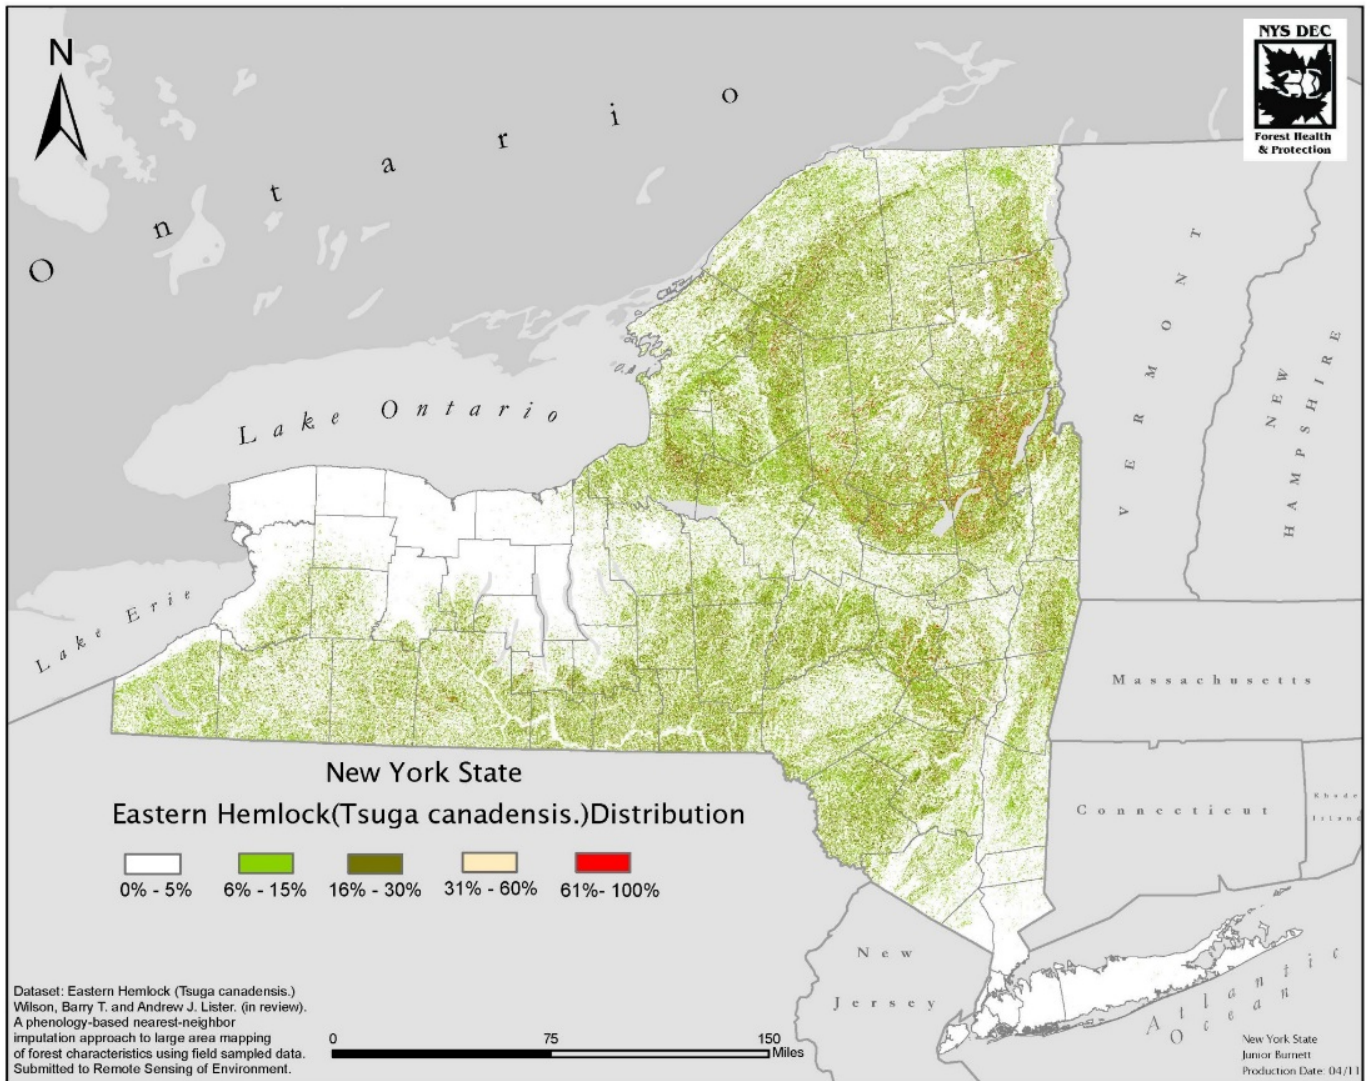 N
NYS DEC
Forest Health
& Protection
Ontario
Lake Ontario
Lake Erie
VERMONT
NEW
HAMPSHIRE
Massachusetts
Connecticut
Rhode
Island
New
Jersey
Atlantic
Ocean
New York State
Eastern Hemlock(Tsuga canadensis.)Distribution
0% - 5%
6% - 15%
16% - 30%
31% - 60%
61%- 100%
Dataset: Eastern Hemlock (Tsuga canadensis.)
Wilson, Barry T. and Andrew J. Lister. (in review).
A phenology-based nearest-neighbor
imputation approach to large area mapping
of forest characteristics using field sampled data.
Submitted to Remote Sensing of Environment.
0 75 150
Miles
New York State
Junior Burnett
Production Date: 04/11